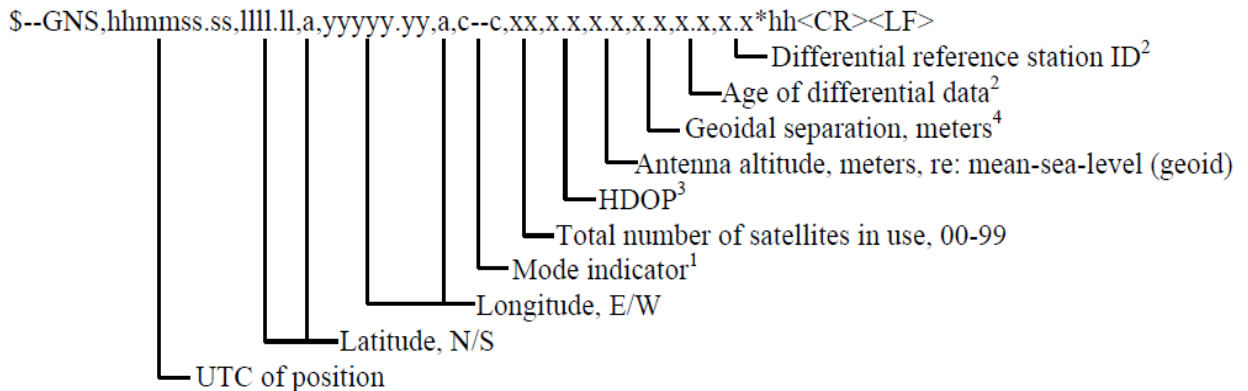 $--GNS,hhmmss.ss,llll.ll,a,yyyyy.yy,a,c--c,xx,x.x,x.x,x.x,x.x,x.x*hh<CR><LF>
Differential reference station ID²
Age of differential data²
Geoidal separation, meters⁴
Antenna altitude, meters, re: mean-sea-level (geoid)
HDOP³
Total number of satellites in use, 00-99
Mode indicator¹
Longitude, E/W
Latitude, N/S
UTC of position